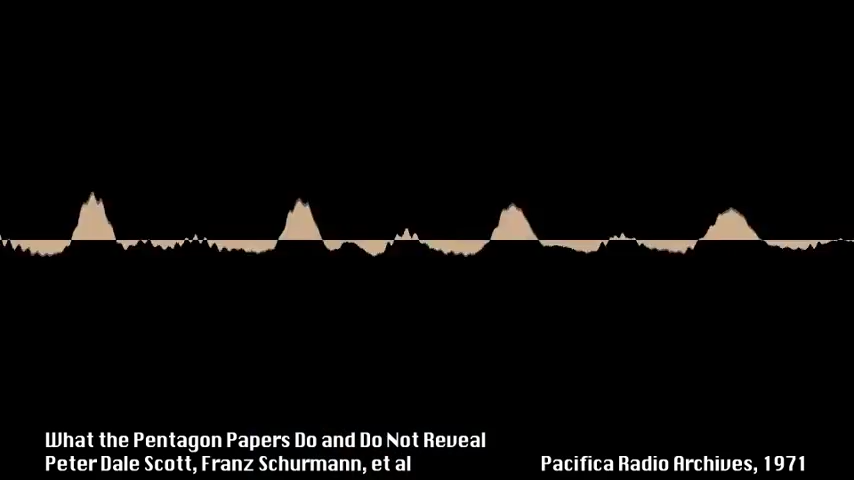 What the Pentagon Papers Do and Do Not Reveal
Peter Dale Scott, Franz Schurmann, et al
Pacifica Radio Archives, 1971